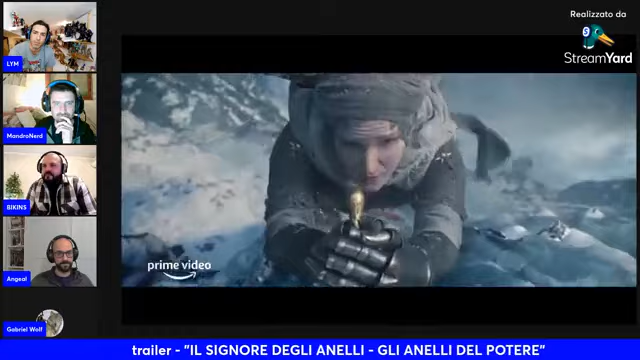 Realizzato da
StreamYard
LYM
MandroNerd
BIKINS
Angeal
Gabriel Wolf
prime video
trailer - "IL SIGNORE DEGLI ANELLI - GLI ANELLI DEL POTERE"